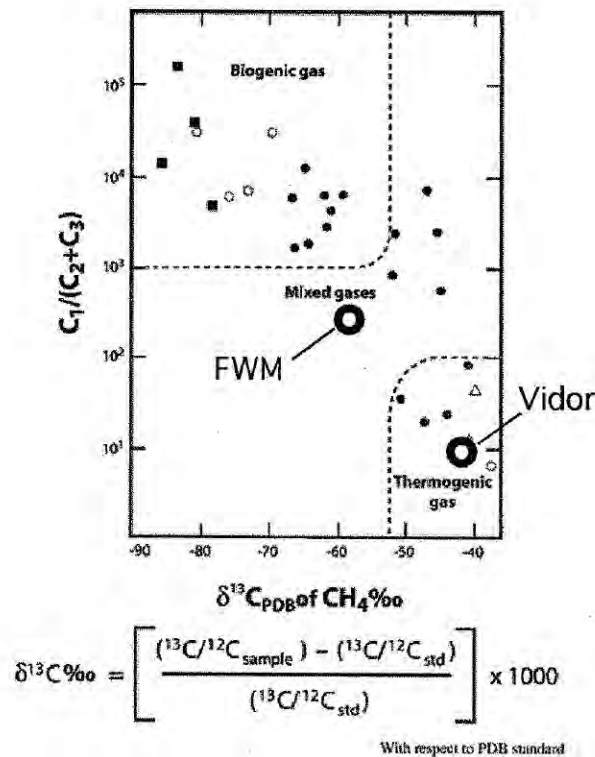 Biogenic gas
10⁵
10⁴
10³
10²
10¹
C₁/(C₂+C₃)
Mixed gases
FWM
Vidor
Thermogenic
gas
-90 -80 -70 -60 -50 -40
δ¹³C_PDB of CH₄‰
δ¹³C‰ = [ (¹³C/¹²C_sample) – (¹³C/¹²C_std) / (¹³C/¹²C_std) ] x 1000
With respect to PDB standard